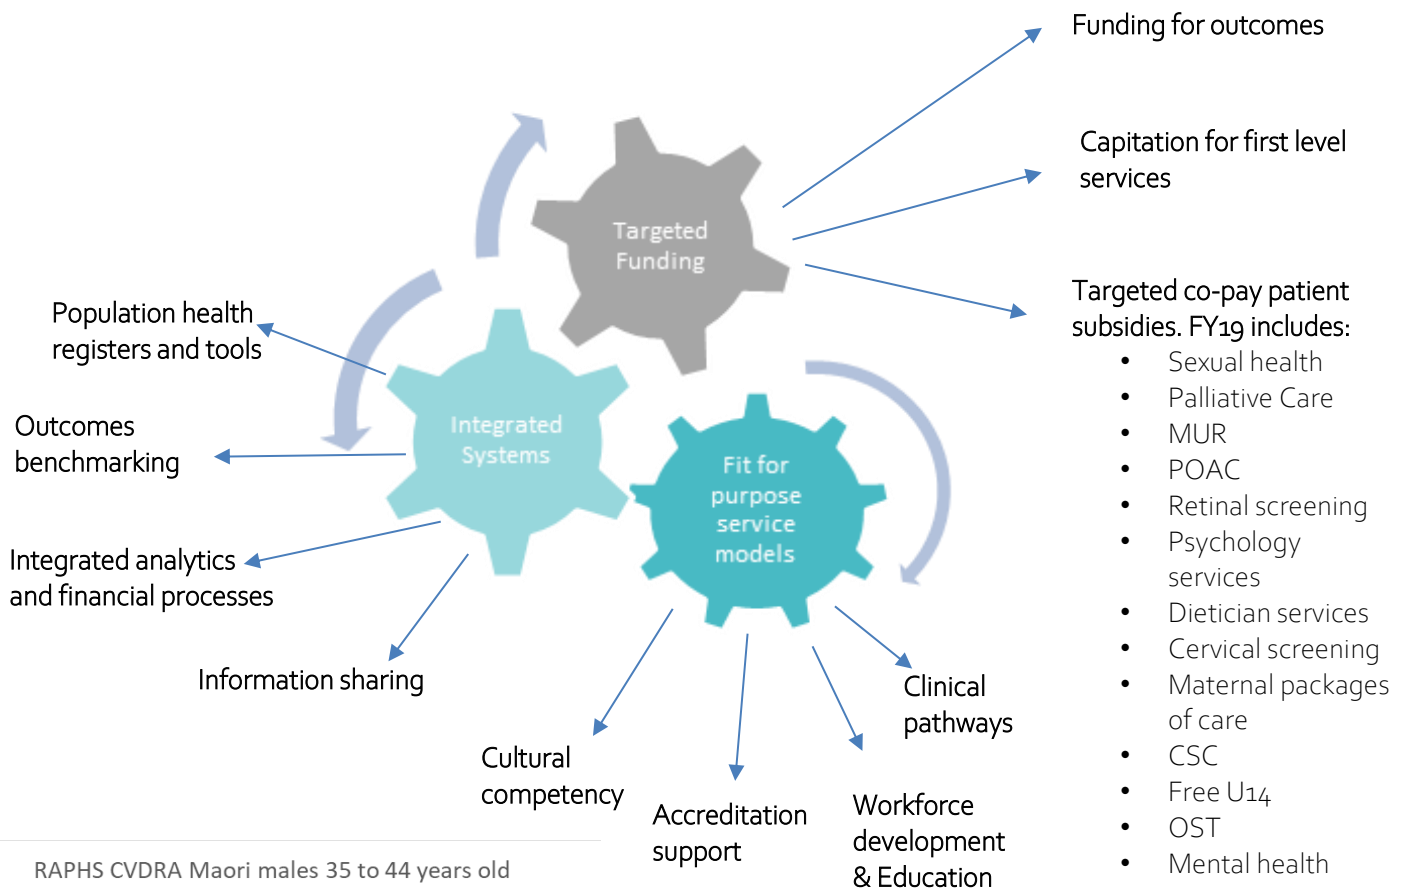 Funding for outcomes
Capitation for first level
services
Targeted
Funding
Targeted co-pay patient
subsidies. FY19 includes:
• Sexual health
• Palliative Care
• MUR
• POAC
• Retinal screening
• Psychology
services
• Dietician services
• Cervical screening
• Maternal packages
of care
• CSC
• Free U14
• OST
• Mental health
Population health
registers and tools
Outcomes
benchmarking
Integrated analytics
and financial processes
Information sharing
Integrated
Systems
Fit for
purpose
service
models
Clinical
pathways
Cultural
competency
Accreditation
support
Workforce
development
& Education
RAPHS CVDRA Maori males 35 to 44 years old